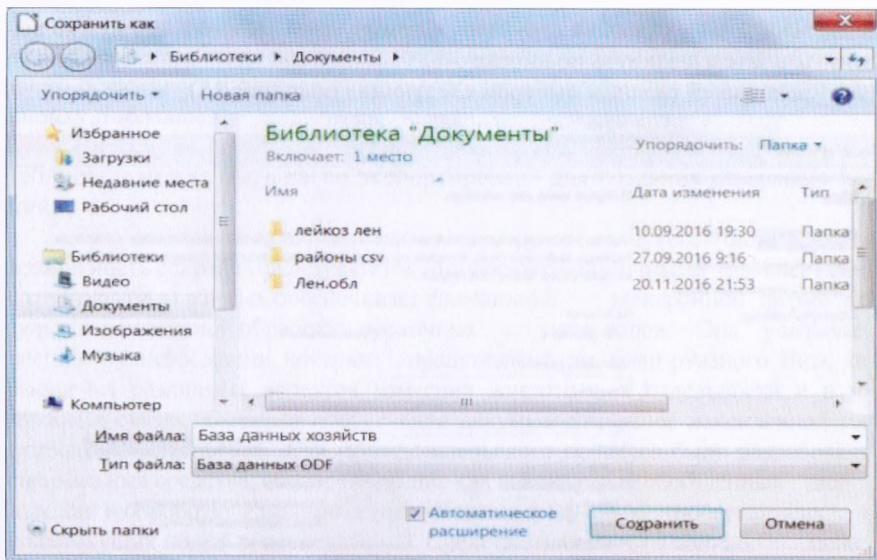 Сохранить как
Библиотеки Документы
Упорядочить Новая папка
Избранное
Загрузки
Недавние места
Рабочий стол
Библиотеки
Видео
Документы
Изображения
Музыка
Компьютер
Библиотека "Документы"
Включает: 1 место
Упорядочить: Папка
Имя Дата изменения Тип
лейкоз лен 10.09.2016 19:30 Папка
районы csv 27.09.2016 9:16 Папка
Лен.обл 20.11.2016 21:53 Папка
Имя файла: База данных хозяйств
Тип файла: База данных ODF
Автоматическое
расширение
Скрыть папки
Сохранить Отмена